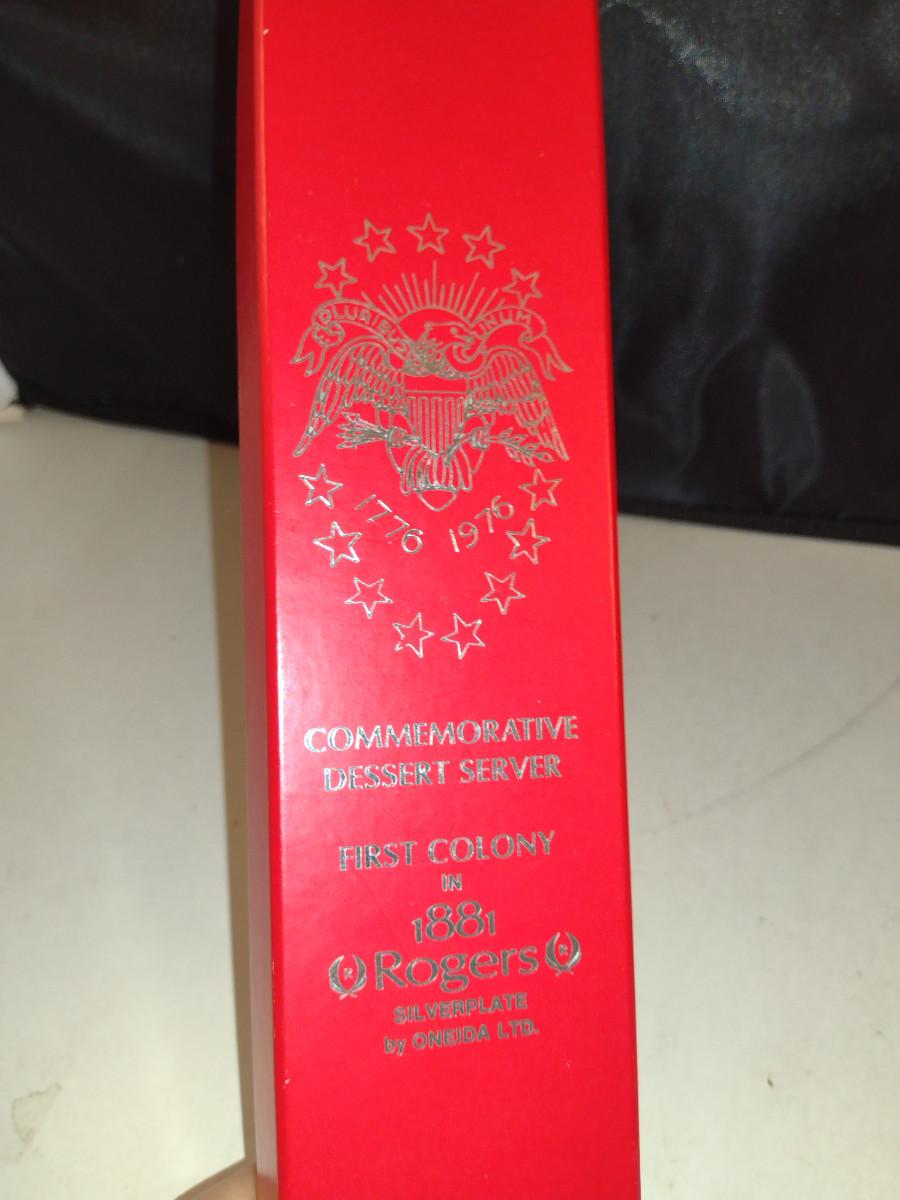 E PLURIBUS UNUM
1776 1976
COMMEMORATIVE
DESSERT SERVER
FIRST COLONY
IN
1881
R Rogers R
SILVERPLATE
by ONEIDA LTD.